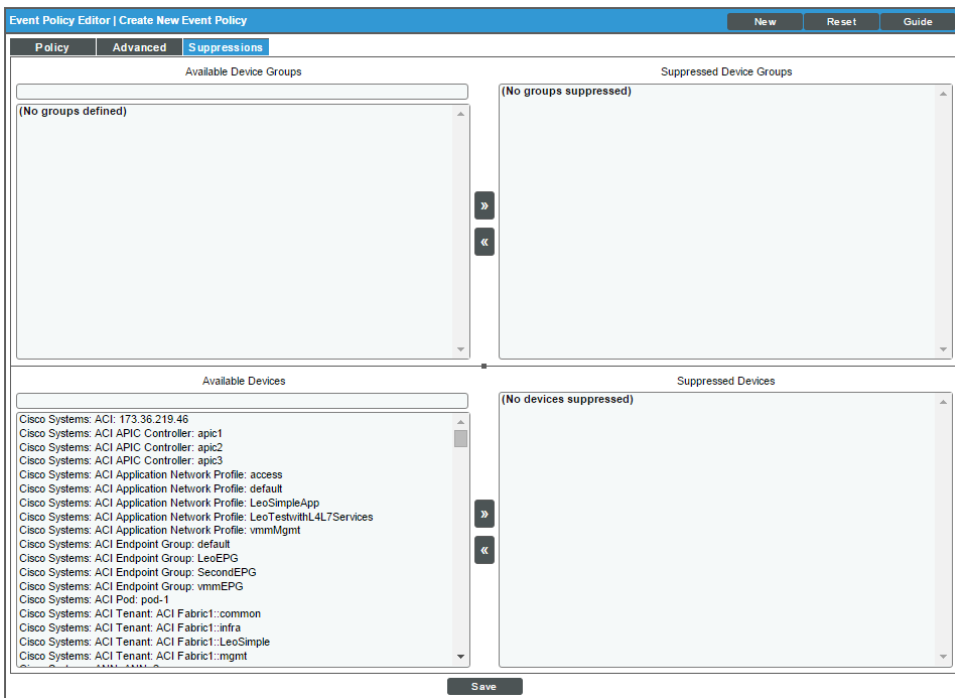 Event Policy Editor | Create New Event Policy
New
Reset
Guide
Policy
Advanced
Suppressions
Available Device Groups
(No groups defined)
Suppressed Device Groups
(No groups suppressed)
»
«
Available Devices
Cisco Systems: ACI: 173.36.219.46
Cisco Systems: ACI APIC Controller: apic1
Cisco Systems: ACI APIC Controller: apic2
Cisco Systems: ACI APIC Controller: apic3
Cisco Systems: ACI Application Network Profile: access
Cisco Systems: ACI Application Network Profile: default
Cisco Systems: ACI Application Network Profile: LeoSimpleApp
Cisco Systems: ACI Application Network Profile: LeoTestwithL4L7Services
Cisco Systems: ACI Application Network Profile: vmmMgmt
Cisco Systems: ACI Endpoint Group: default
Cisco Systems: ACI Endpoint Group: LeoEPG
Cisco Systems: ACI Endpoint Group: SecondEPG
Cisco Systems: ACI Endpoint Group: vmmEPG
Cisco Systems: ACI Pod: pod-1
Cisco Systems: ACI Tenant: ACI Fabric1::common
Cisco Systems: ACI Tenant: ACI Fabric1::infra
Cisco Systems: ACI Tenant: ACI Fabric1::LeoSimple
Cisco Systems: ACI Tenant: ACI Fabric1::mgmt
Suppressed Devices
(No devices suppressed)
»
«
Save